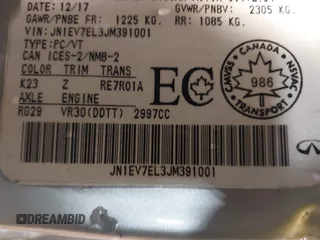 DATE: 12/17 GVWR/PNBV: 2305 KG.
GAWR/PNBE FR: 1225 KG. RR: 1085 KG.
VIN: JN1EV7EL3JM391001
TYPE: PC/VT
CAN ICES-2/NMB-2
COLOR TRIM TRANS
K23 Z RE7R01A
AXLE ENGINE
RG29 VR30(DDTT) 2997CC
EC
CANADA
CMVSS
NSVAC
986
TRANSPORT
JN1EV7EL3JM391001
DREAMBID